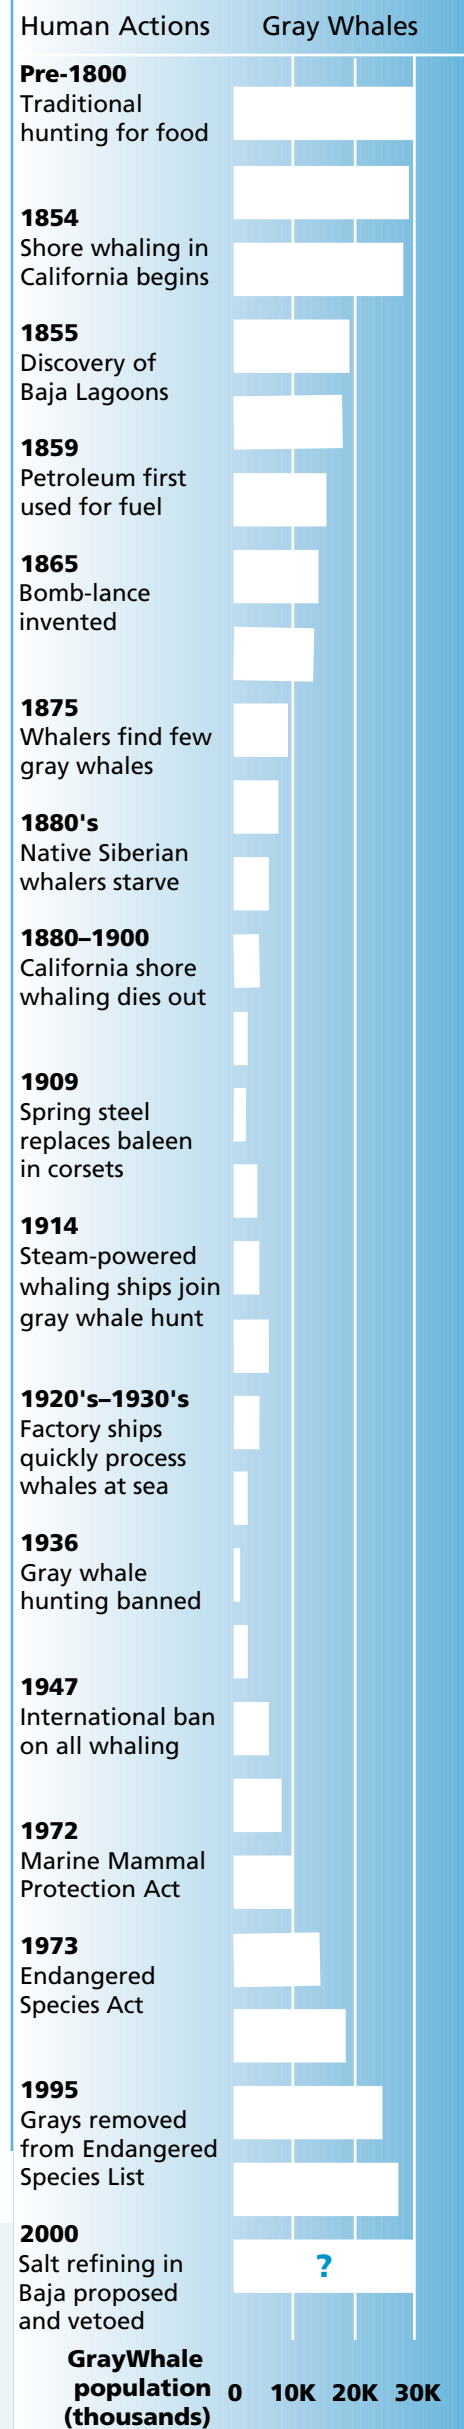 Human Actions Gray Whales
Pre-1800
Traditional
hunting for food
1854
Shore whaling in
California begins
1855
Discovery of
Baja Lagoons
1859
Petroleum first
used for fuel
1865
Bomb-lance
invented
1875
Whalers find few
gray whales
1880's
Native Siberian
whalers starve
1880–1900
California shore
whaling dies out
1909
Spring steel
replaces baleen
in corsets
1914
Steam-powered
whaling ships join
gray whale hunt
1920's–1930's
Factory ships
quickly process
whales at sea
1936
Gray whale
hunting banned
1947
International ban
on all whaling
1972
Marine Mammal
Protection Act
1973
Endangered
Species Act
1995
Grays removed
from Endangered
Species List
2000
Salt refining in ?
Baja proposed
and vetoed
GrayWhale
population 0 10K 20K 30K
(thousands)